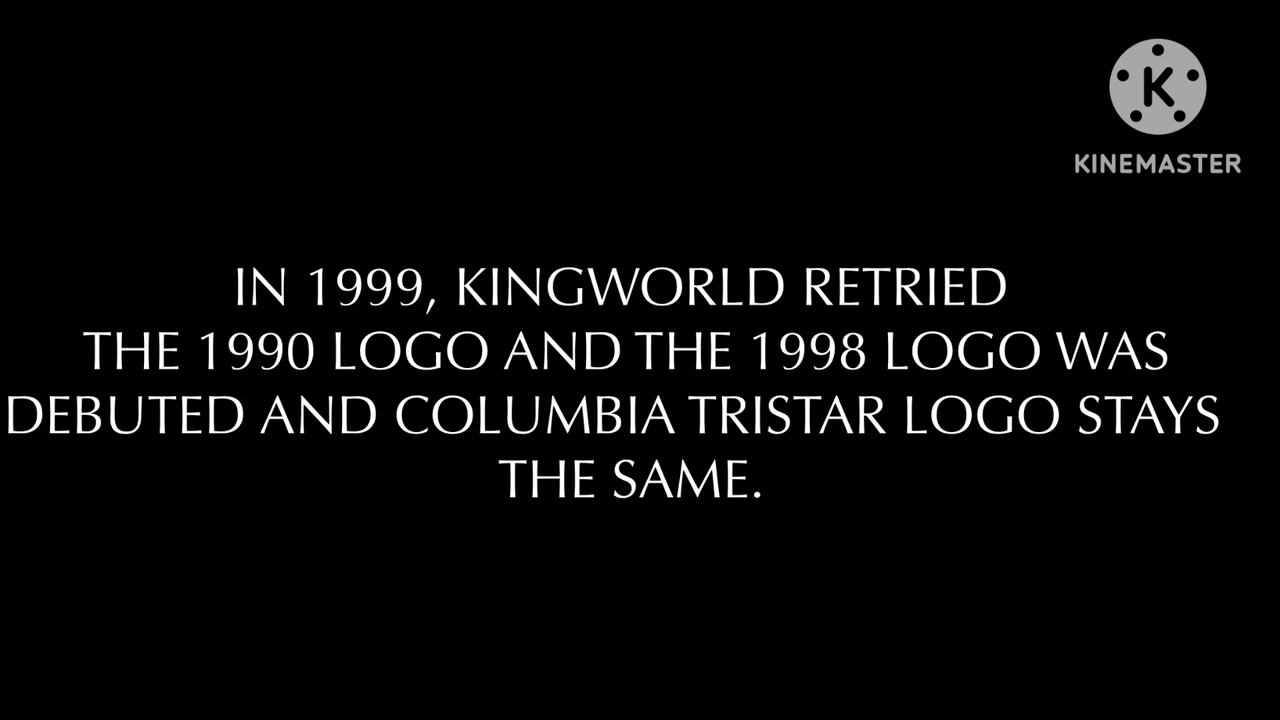 K
KINEMASTER
IN 1999, KINGWORLD RETRIED
THE 1990 LOGO AND THE 1998 LOGO WAS
DEBUTED AND COLUMBIA TRISTAR LOGO STAYS
THE SAME.